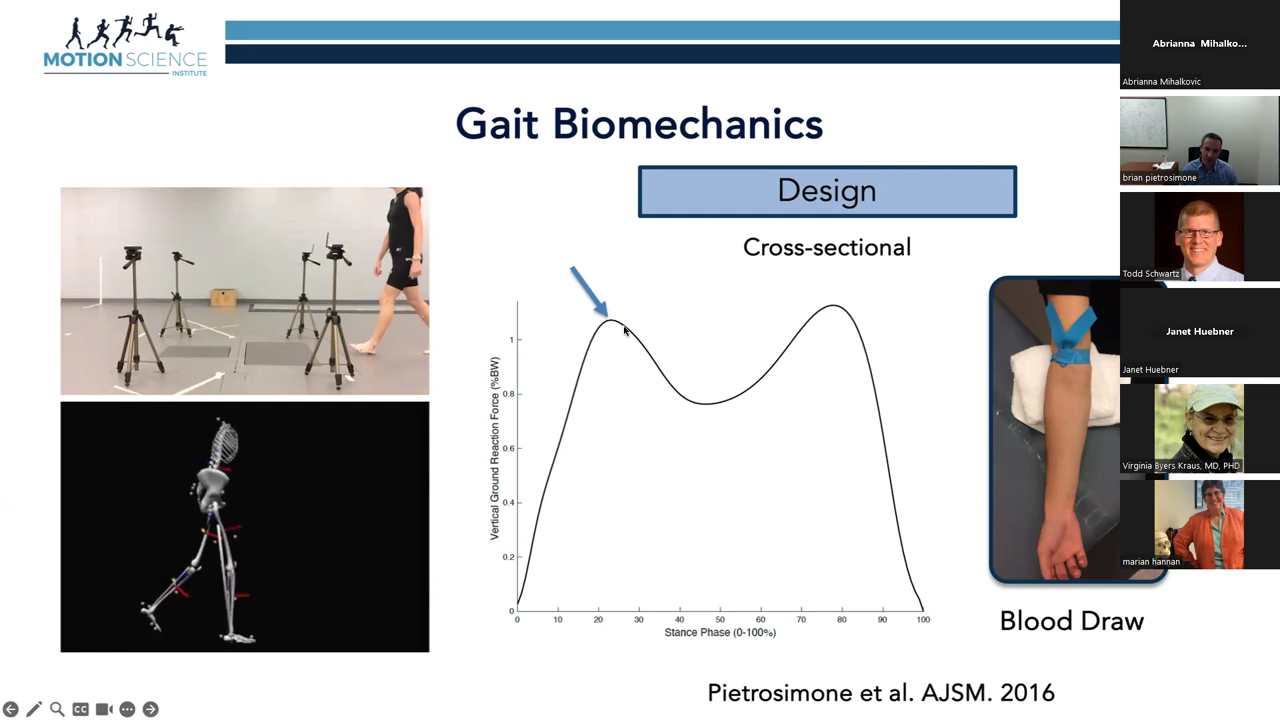 MOTION SCIENCE
INSTITUTE
Gait Biomechanics
Design
Cross-sectional
Vertical Ground Reaction Force (%BW)
1
0.8
0.6
0.4
0.2
0
0 10 20 30 40 50 60 70 80 90 100
Stance Phase (0-100%)
Blood Draw
Pietrosimone et al. AJSM. 2016
CC
Abrianna Mihalko...
Abrianna Mihalkovic
brian pietrosimone
Todd Schwartz
Janet Huebner
Janet Huebner
Virginia Byers Kraus, MD, PHD
marian hannan